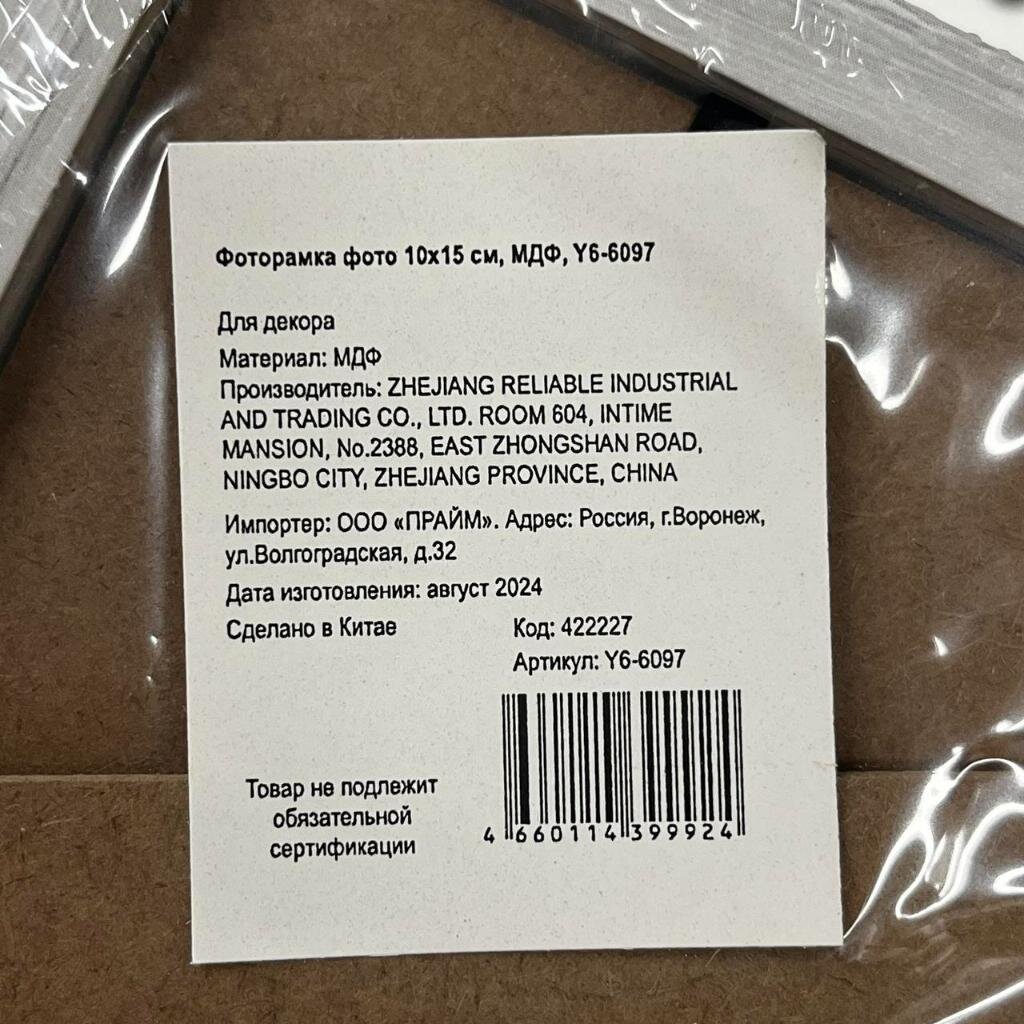 Фоторамка фото 10х15 см, МДФ, Y6-6097
Для декора
Материал: МДФ
Производитель: ZHEJIANG RELIABLE INDUSTRIAL
AND TRADING CO., LTD. ROOM 604, INTIME
MANSION, No.2388, EAST ZHONGSHAN ROAD,
NINGBO CITY, ZHEJIANG PROVINCE, CHINA
Импортер: ООО «ПРАЙМ». Адрес: Россия, г.Воронеж,
ул.Волгоградская, д.32
Дата изготовления: август 2024
Сделано в Китае
Код: 422227
Артикул: Y6-6097
Товар не подлежит
обязательной
сертификации
4 660114 399924